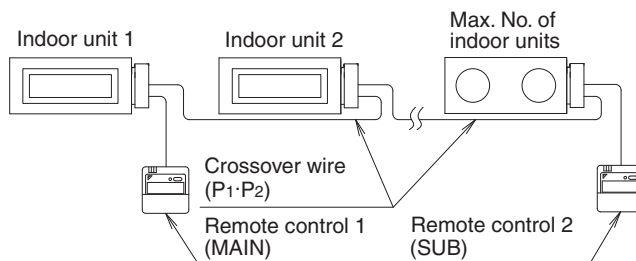 Indoor unit 1
Indoor unit 2
Max. No. of
indoor units
Crossover wire
(P1·P2)
Remote control 1
(MAIN)
Remote control 2
(SUB)